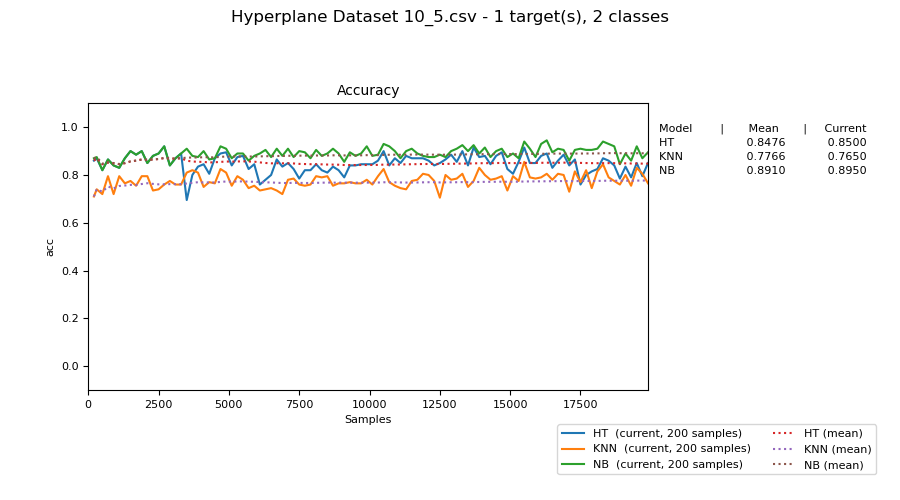 Hyperplane Dataset 10_5.csv - 1 target(s), 2 classes
Accuracy
Model | Mean | Current
HT 0.8476 0.8500
KNN 0.7766 0.7650
NB 0.8910 0.8950
1.0
0.8
0.6
0.4
0.2
0.0
acc
0 2500 5000 7500 10000 12500 15000 17500
Samples
HT (current, 200 samples) HT (mean)
KNN (current, 200 samples) KNN (mean)
NB (current, 200 samples) NB (mean)